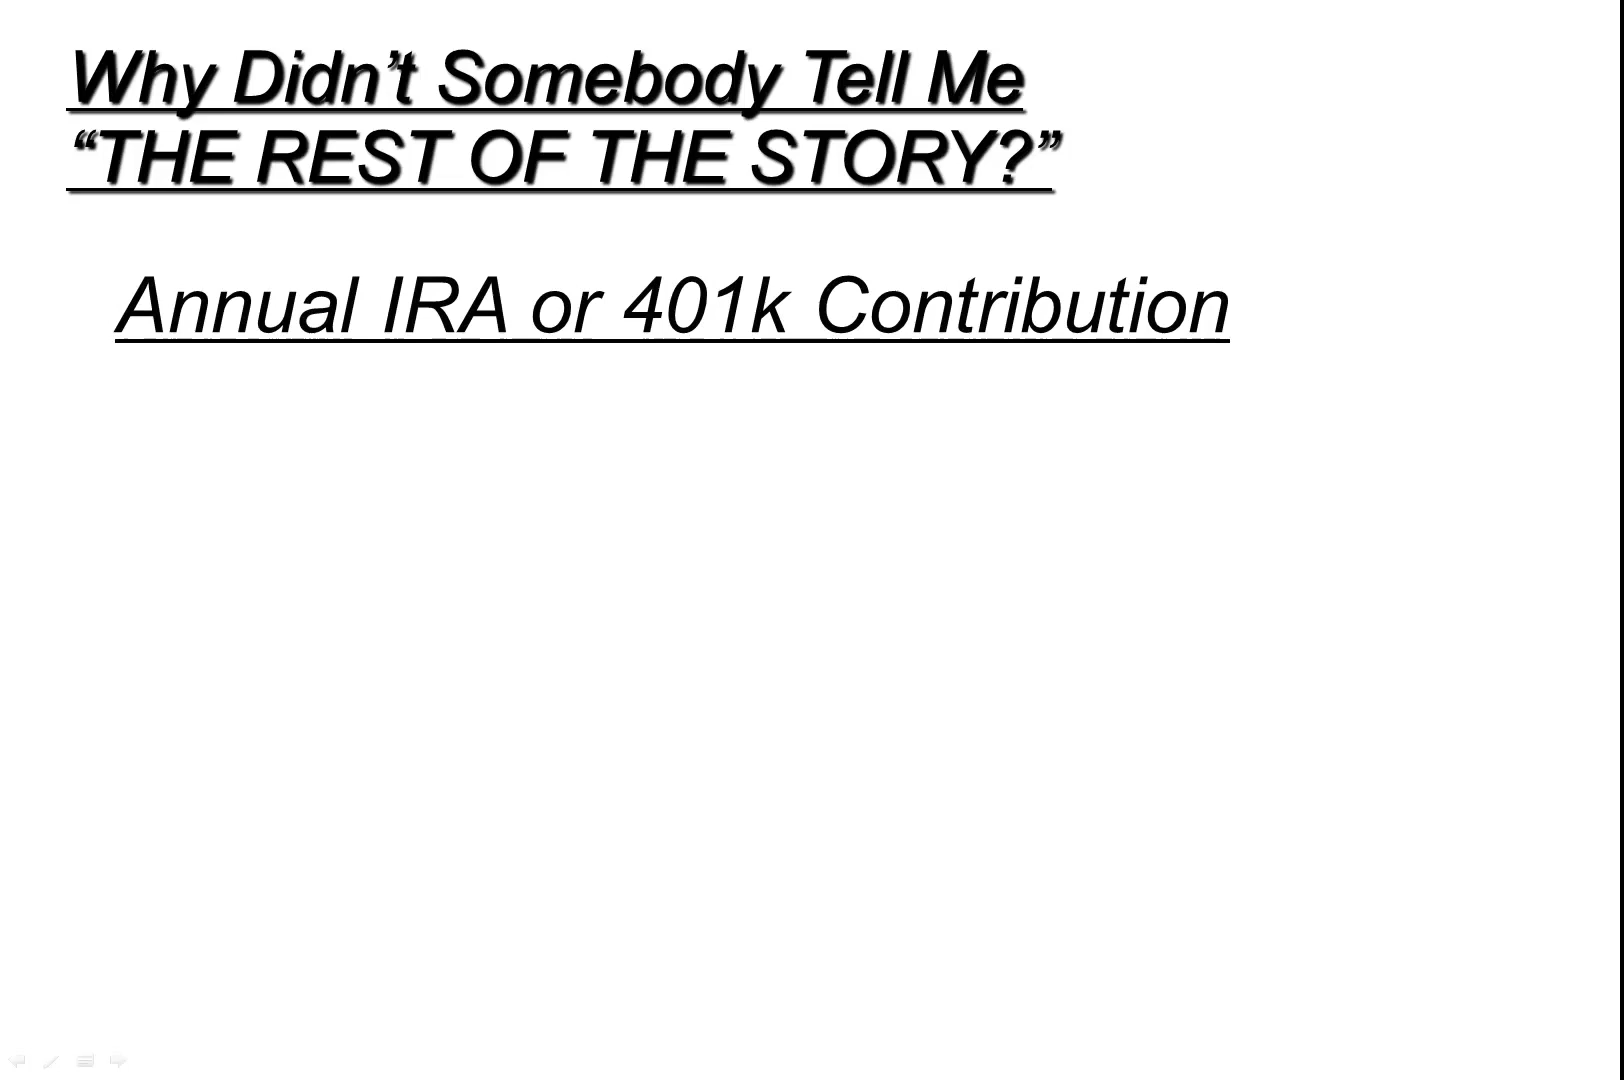 Why Didn’t Somebody Tell Me
“THE REST OF THE STORY?”
Annual IRA or 401k Contribution